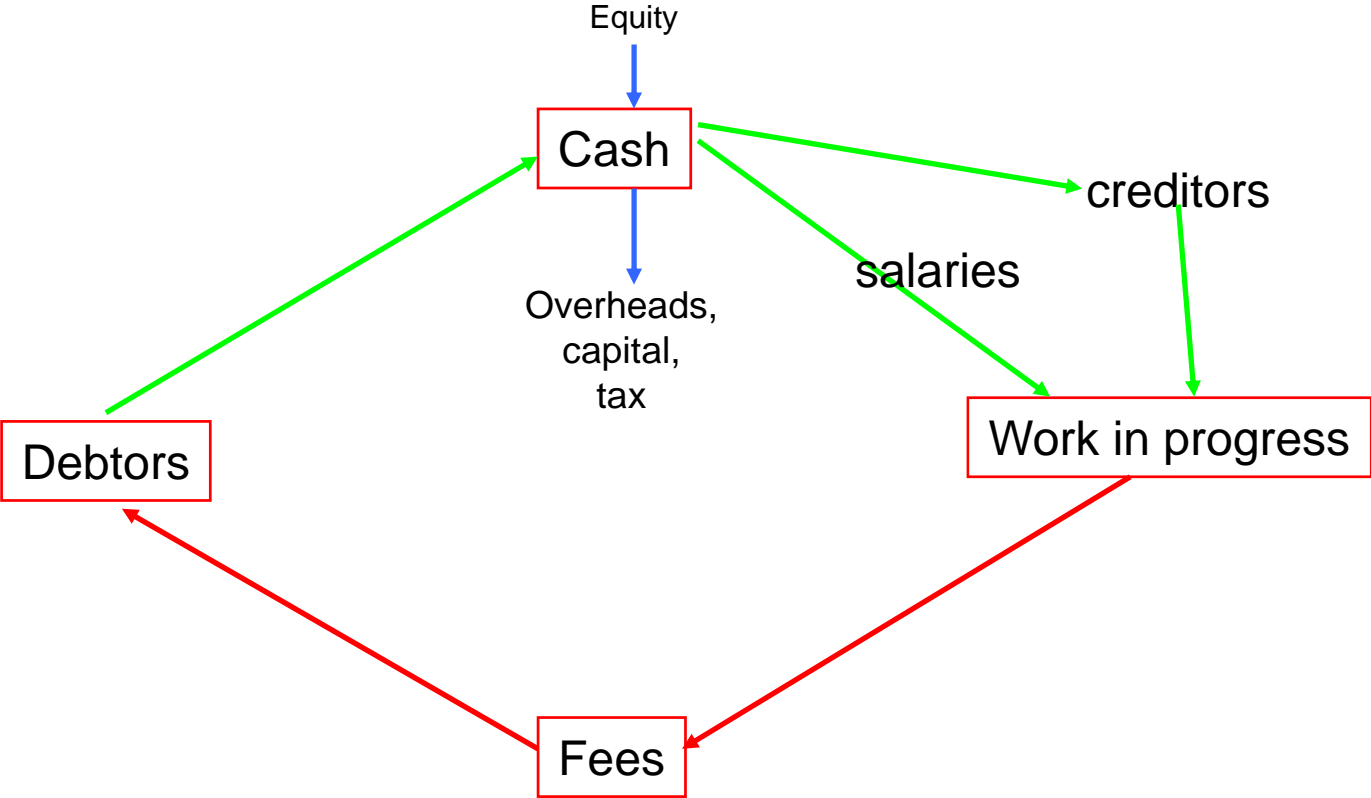 Equity
Cash
creditors
salaries
Overheads,
capital,
tax
Debtors
Work in progress
Fees